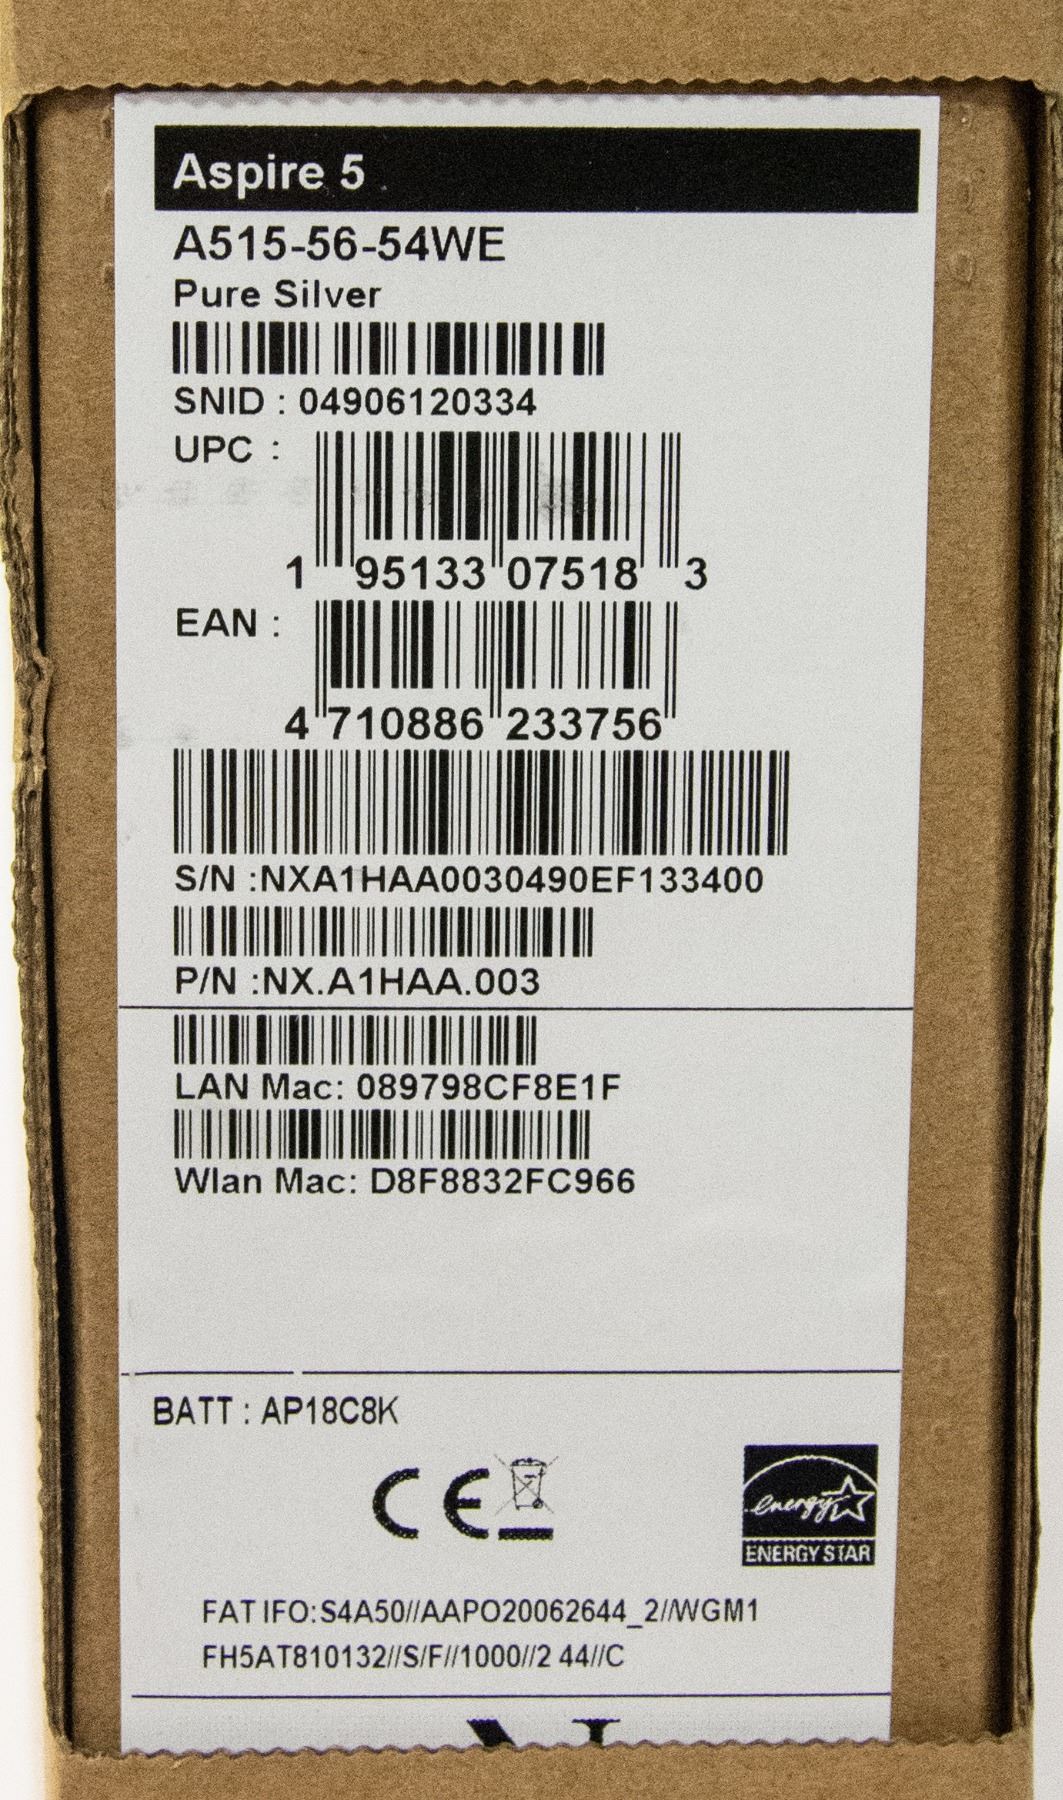 Aspire 5
A515-56-54WE
Pure Silver
SNID : 04906120334
UPC :
1 95133 07518 3
EAN :
4 710886 233756
S/N :NXA1HAA0030490EF133400
P/N :NX.A1HAA.003
LAN Mac: 089798CF8E1F
Wlan Mac: D8F8832FC966
BATT : AP18C8K
CE
energy
ENERGY STAR
FAT IFO:S4A50//AAPO20062644_2//WGM1
FH5AT810132//S/F//1000//2 44//C